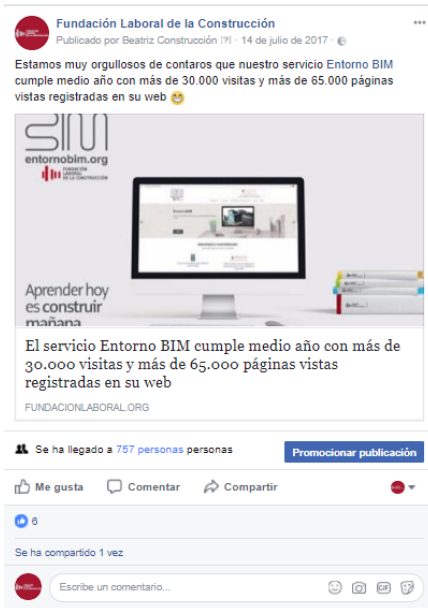 Fundación Laboral de la Construcción
Publicado por Beatriz Construcción [?] · 14 de julio de 2017 ·
Estamos muy orgullosos de contaros que nuestro servicio Entorno BIM
cumple medio año con más de 30.000 visitas y más de 65.000 páginas
vistas registradas en su web
BIM
entornobim.org
FUNDACIÓN
LABORAL
DE LA CONSTRUCCIÓN
Aprender hoy
es construir
mañana
El servicio Entorno BIM cumple medio año con más de
30.000 visitas y más de 65.000 páginas vistas
registradas en su web
FUNDACIONLABORAL.ORG
Se ha llegado a 757 personas personas
Promocionar publicación
Me gusta
Comentar
Compartir
6
Se ha compartido 1 vez
Escribe un comentario...
GIF